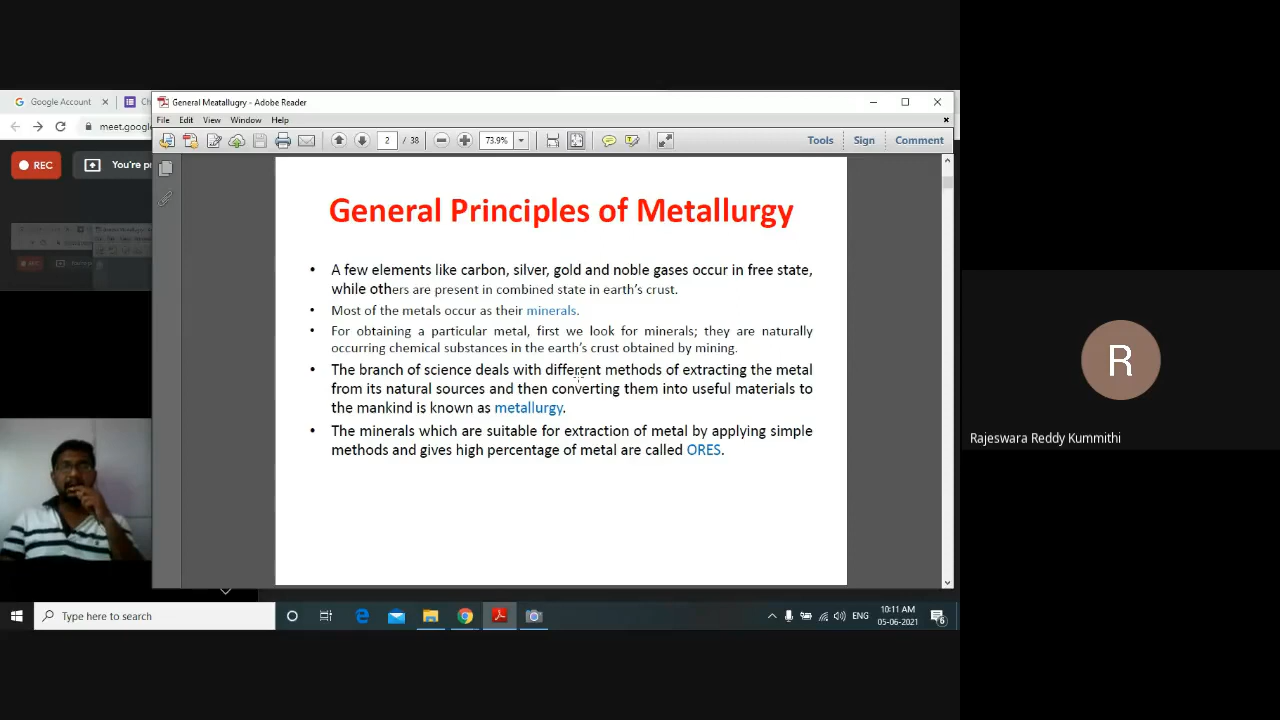 Google Account
Ch
General Meatallugry - Adobe Reader
File Edit View Window Help
meet.goog
2 / 38
73.9%
Tools Sign Comment
REC
You're p
General Principles of Metallurgy
• A few elements like carbon, silver, gold and noble gases occur in free state,
while others are present in combined state in earth's crust.
• Most of the metals occur as their minerals.
• For obtaining a particular metal, first we look for minerals; they are naturally
occurring chemical substances in the earth's crust obtained by mining.
• The branch of science deals with different methods of extracting the metal
from its natural sources and then converting them into useful materials to
the mankind is known as metallurgy.
• The minerals which are suitable for extraction of metal by applying simple
methods and gives high percentage of metal are called ORES.
R
Rajeswara Reddy Kummithi
Type here to search
ENG
10:11 AM
05-06-2021
6